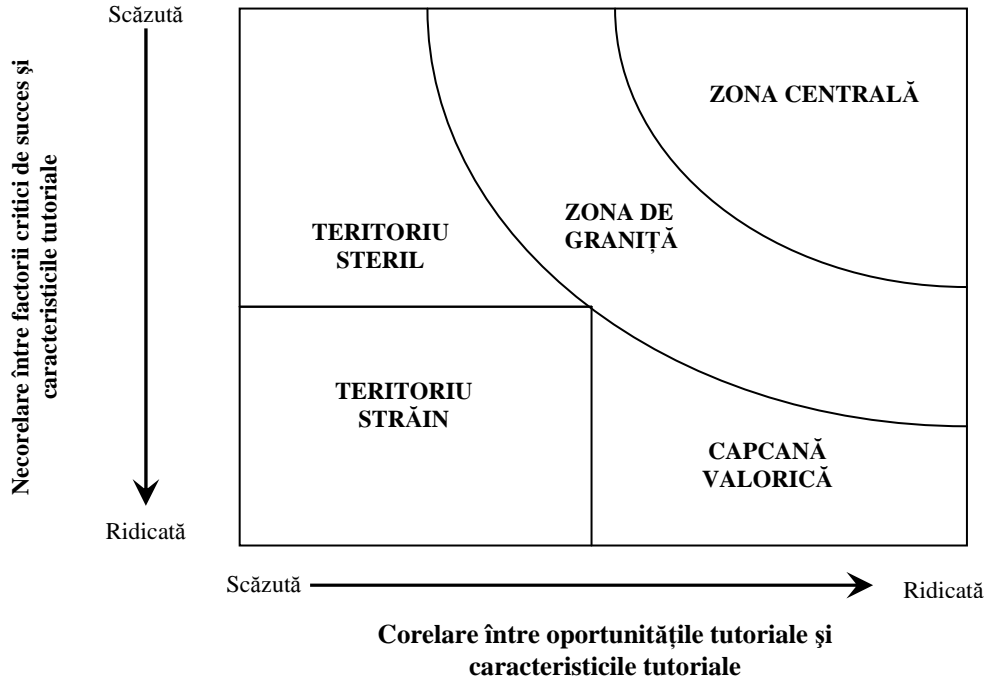 Scăzută
Necorelare între factorii critici de succes şi
caracteristicile tutoriale
Ridicată
ZONA CENTRALĂ
ZONA DE
GRANIȚĂ
TERITORIU
STERIL
TERITORIU
STRĂIN
CAPCANĂ
VALORICĂ
Scăzută
Ridicată
Corelare între oportunitățile tutoriale şi
caracteristicile tutoriale